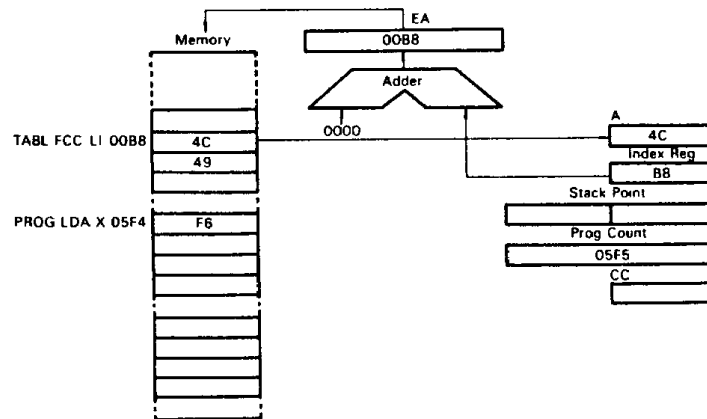 EA
Memory
00B8
Adder
A
0000
TABL FCC LI 00B8
4C
4C
Index Reg
49
B8
Stack Point
PROG LDA X 05F4
F6
Prog Count
05F5
CC